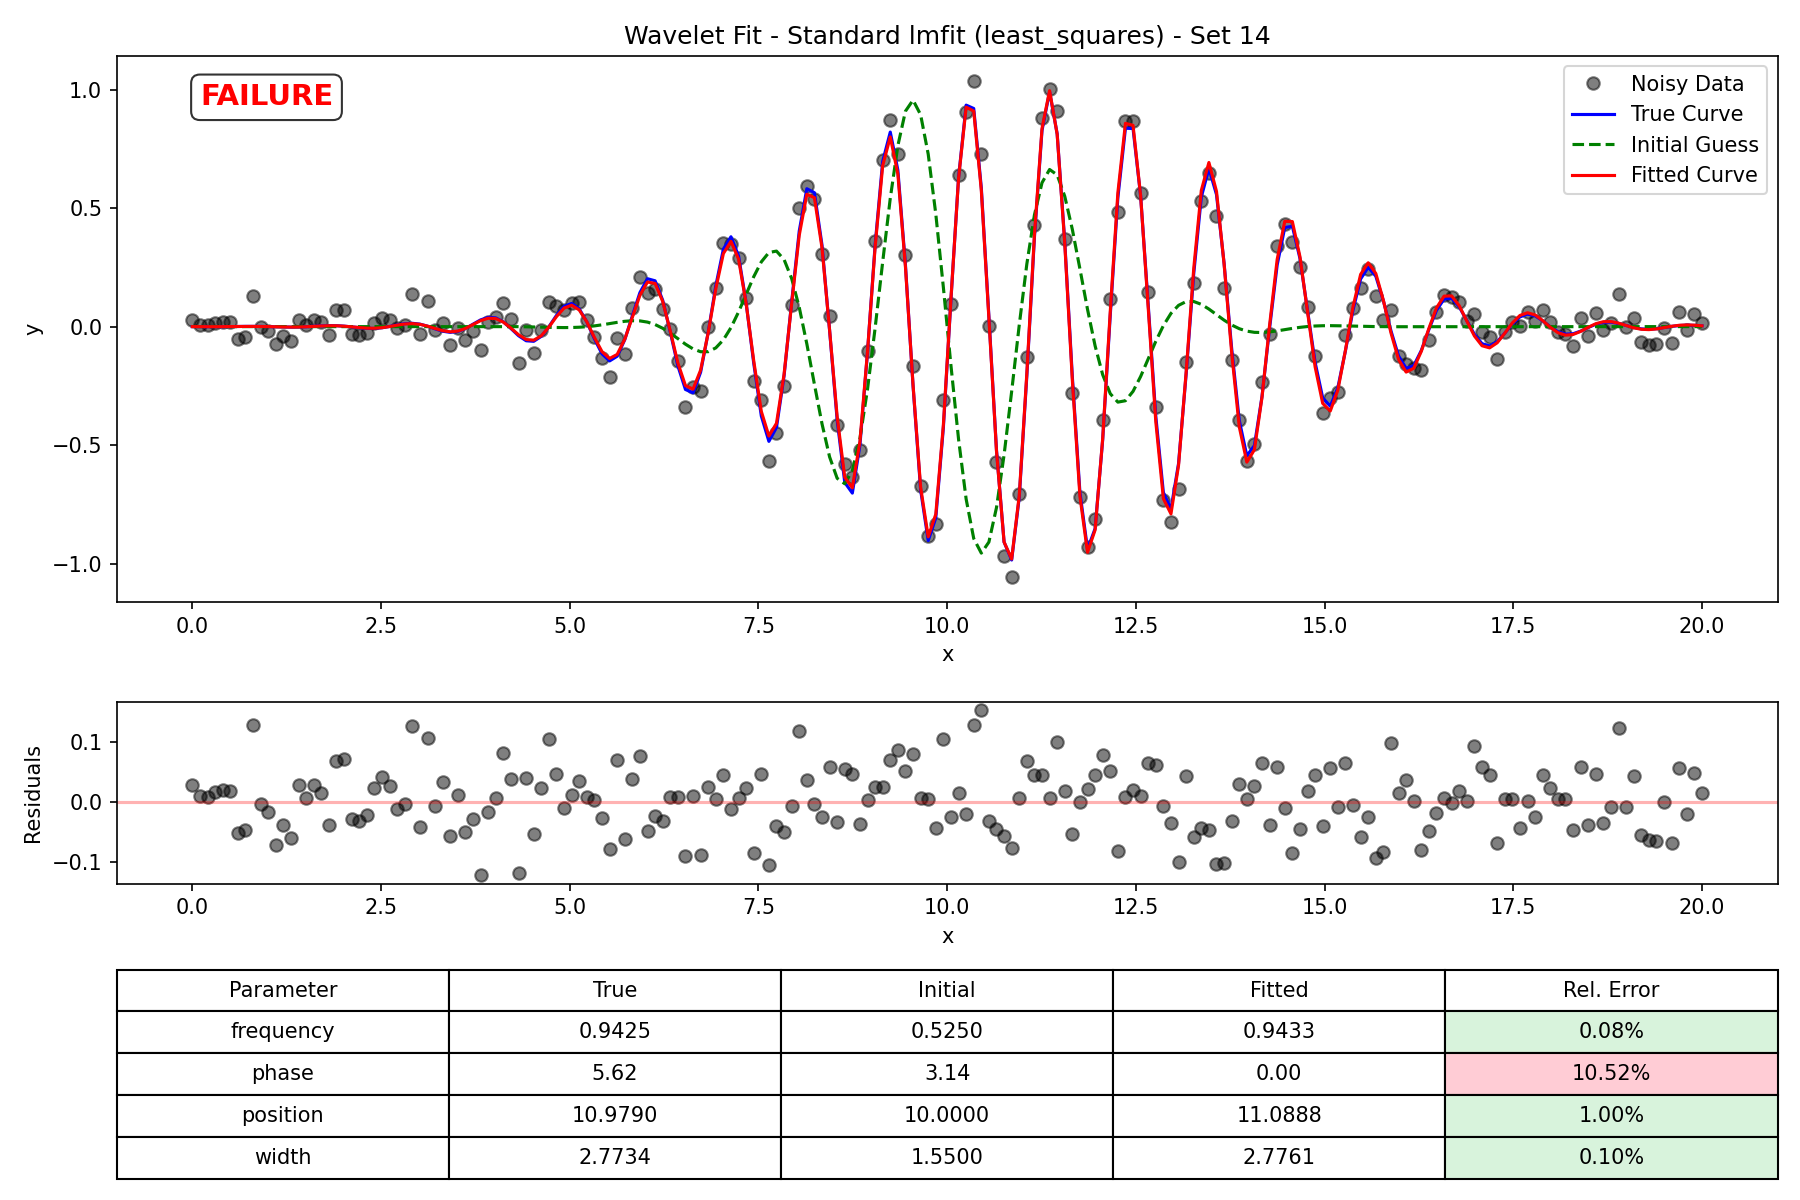 Wavelet Fit - Standard lmfit (least_squares) - Set 14
FAILURE
Noisy Data
True Curve
Initial Guess
Fitted Curve
1.0
0.5
0.0
−0.5
−1.0
y
0.0 2.5 5.0 7.5 10.0 12.5 15.0 17.5 20.0
x
0.1
0.0
−0.1
Residuals
0.0 2.5 5.0 7.5 10.0 12.5 15.0 17.5 20.0
x
Parameter True Initial Fitted Rel. Error
frequency 0.9425 0.5250 0.9433 0.08%
phase 5.62 3.14 0.00 10.52%
position 10.9790 10.0000 11.0888 1.00%
width 2.7734 1.5500 2.7761 0.10%